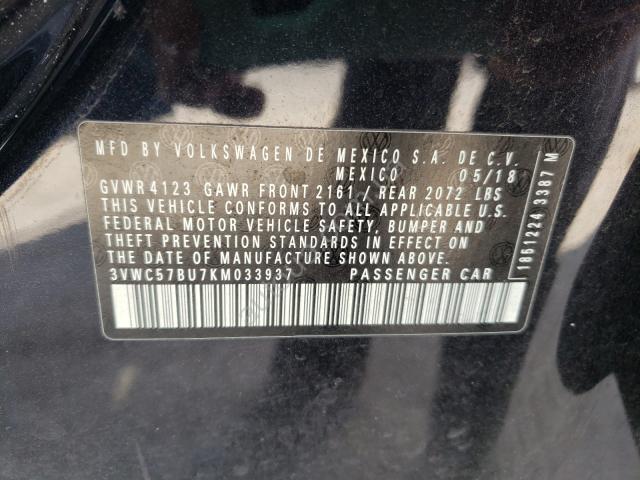 MFD BY VOLKSWAGEN DE MEXICO S.A. DE C.V.
MEXICO 05/18
GVWR 4123 GAWR FRONT 2161 / REAR 2072 LBS
THIS VEHICLE CONFORMS TO ALL APPLICABLE U.S.
FEDERAL MOTOR VEHICLE SAFETY, BUMPER AND
THEFT PREVENTION STANDARDS IN EFFECT ON
THE DATE OF MANUFACTURE SHOWN ABOVE.
3VWC57BU7KM033937 PASSENGER CAR
1851224 3387 M